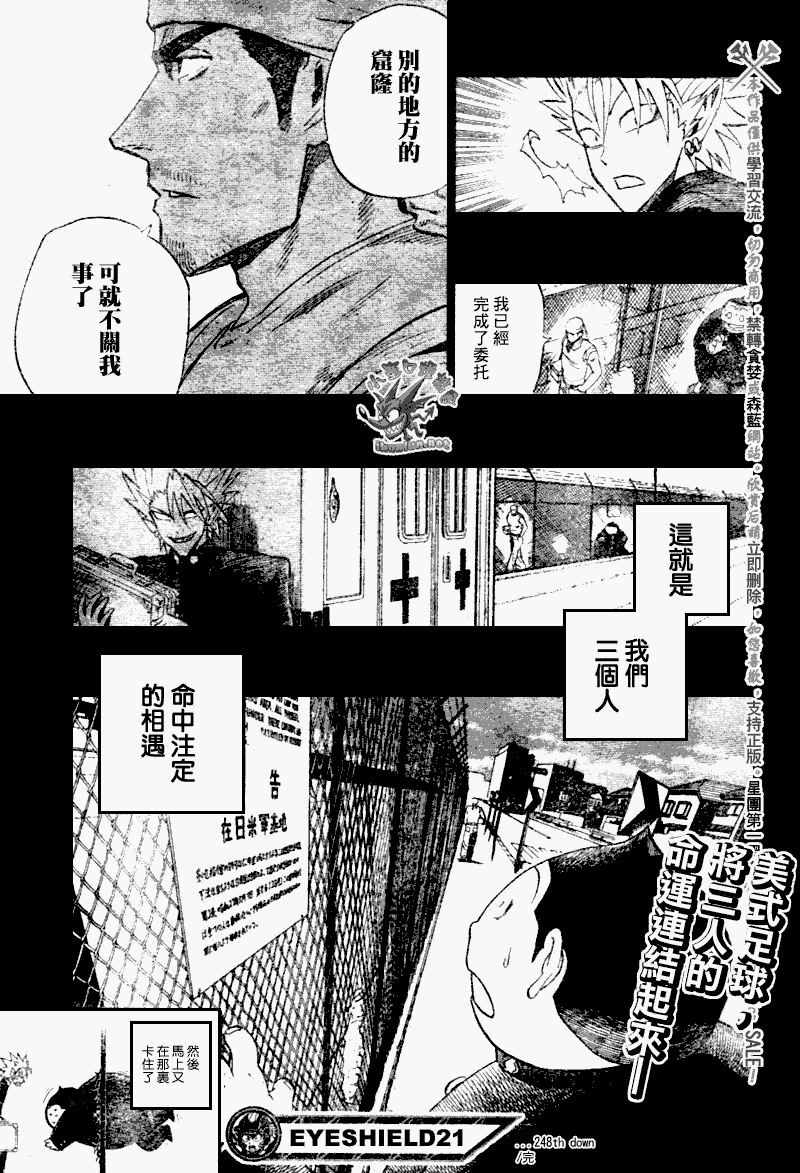 別的地方的
窟窿
可就不關我
事了
我已經
完成了委托
這就是
我們
三個人
命中注定
的相遇
告
在日米軍基地
美式足球,
將三人的
命運連結起來—
然後
馬上又
在那裏
卡住了
EYESHIELD21
...248th down
/完
本作品僅供學習交流,勿為商用,禁轉貪婪或森藍網站。欣賞后請立即刪除,如您喜歡,支持正版。星團第一
SALE